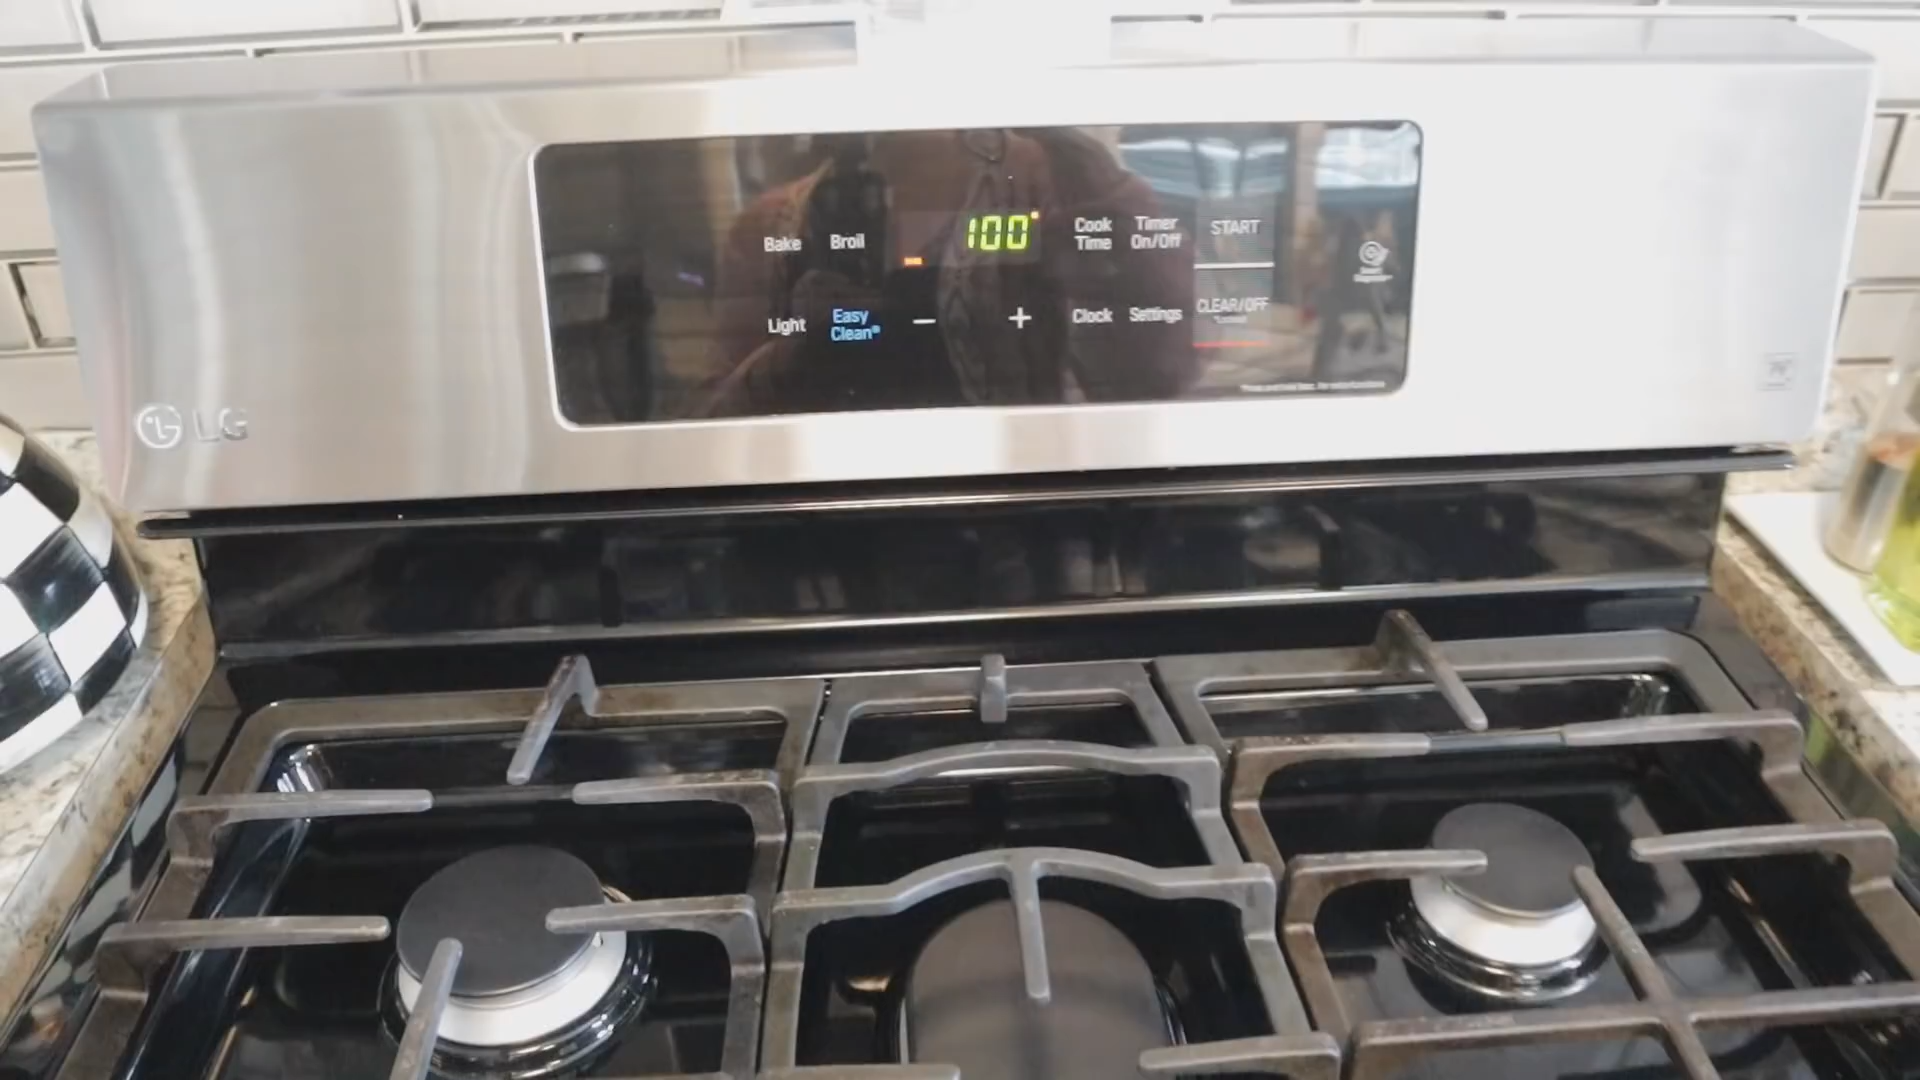 100°
Bake
Broil
Cook
Time
Timer
On/Off
START
Light
Easy
Clean®
−
+
Clock
Settings
CLEAR/OFF
LG